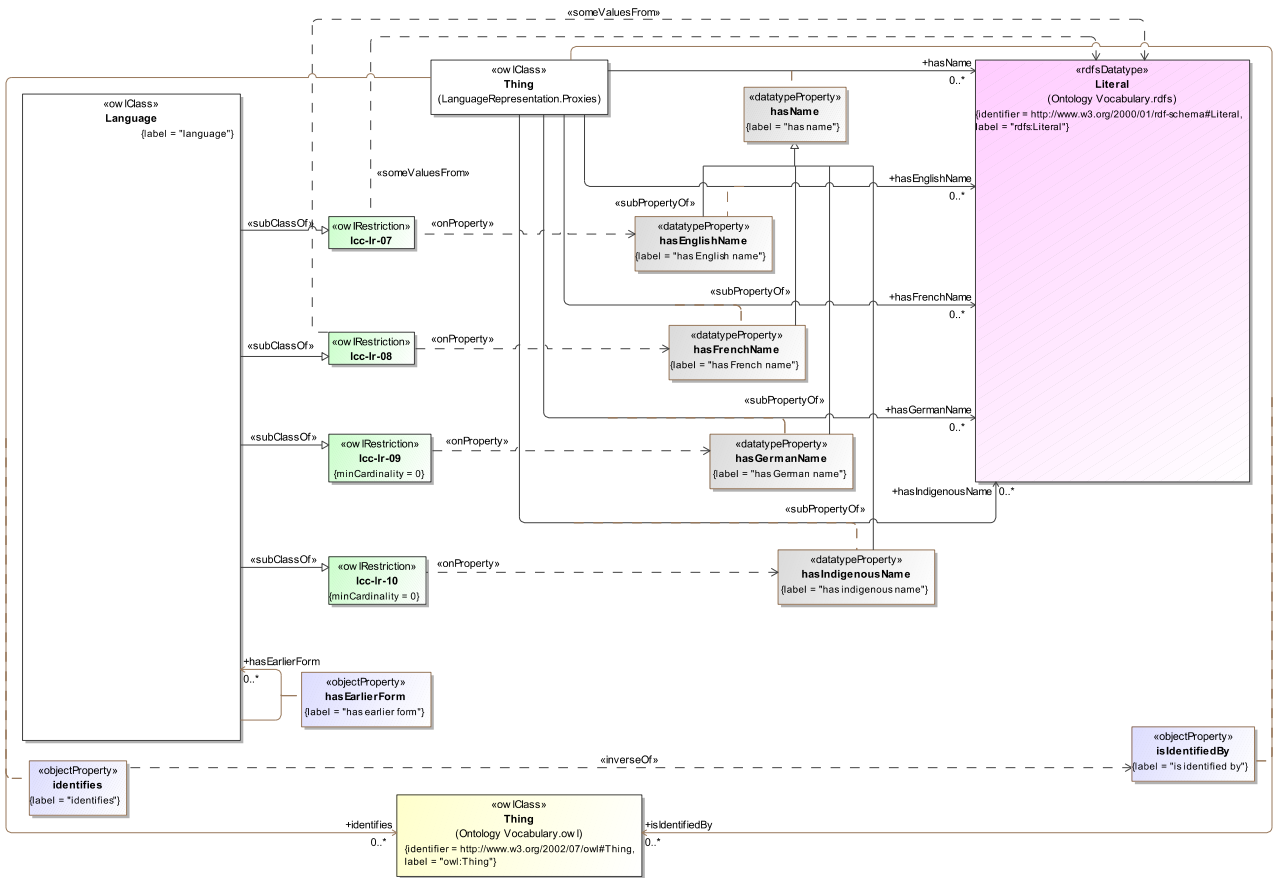 «someValuesFrom»
«owlClass»
Thing
(LanguageRepresentation.Proxies)
+hasName
0..*
«rdfsDatatype»
Literal
(Ontology Vocabulary.rdfs)
{identifier = http://www.w3.org/2000/01/rdf-schema#Literal,
label = "rdfs:Literal"}
«owlClass»
Language
{label = "language"}
«datatypeProperty»
hasName
{label = "has name"}
«someValuesFrom»
+hasEnglishName
0..*
«subPropertyOf»
«subClassOf»
«owlRestriction»
lcc-lr-07
«onProperty»
«datatypeProperty»
hasEnglishName
{label = "has English name"}
«subPropertyOf»
+hasFrenchName
0..*
«subClassOf»
«owlRestriction»
lcc-lr-08
«onProperty»
«datatypeProperty»
hasFrenchName
{label = "has French name"}
«subPropertyOf»
+hasGermanName
0..*
«subClassOf»
«owlRestriction»
lcc-lr-09
{minCardinality = 0}
«onProperty»
«datatypeProperty»
hasGermanName
{label = "has German name"}
+hasIndigenousName
0..*
«subPropertyOf»
«subClassOf»
«owlRestriction»
lcc-lr-10
{minCardinality = 0}
«onProperty»
«datatypeProperty»
hasIndigenousName
{label = "has indigenous name"}
+hasEarlierForm
0..*
«objectProperty»
hasEarlierForm
{label = "has earlier form"}
«objectProperty»
identifies
{label = "identifies"}
«inverseOf»
«objectProperty»
isIdentifiedBy
{label = "is identified by"}
+identifies
0..*
«owlClass»
Thing
(Ontology Vocabulary.owl)
{identifier = http://www.w3.org/2002/07/owl#Thing,
label = "owl:Thing"}
+isIdentifiedBy
0..*